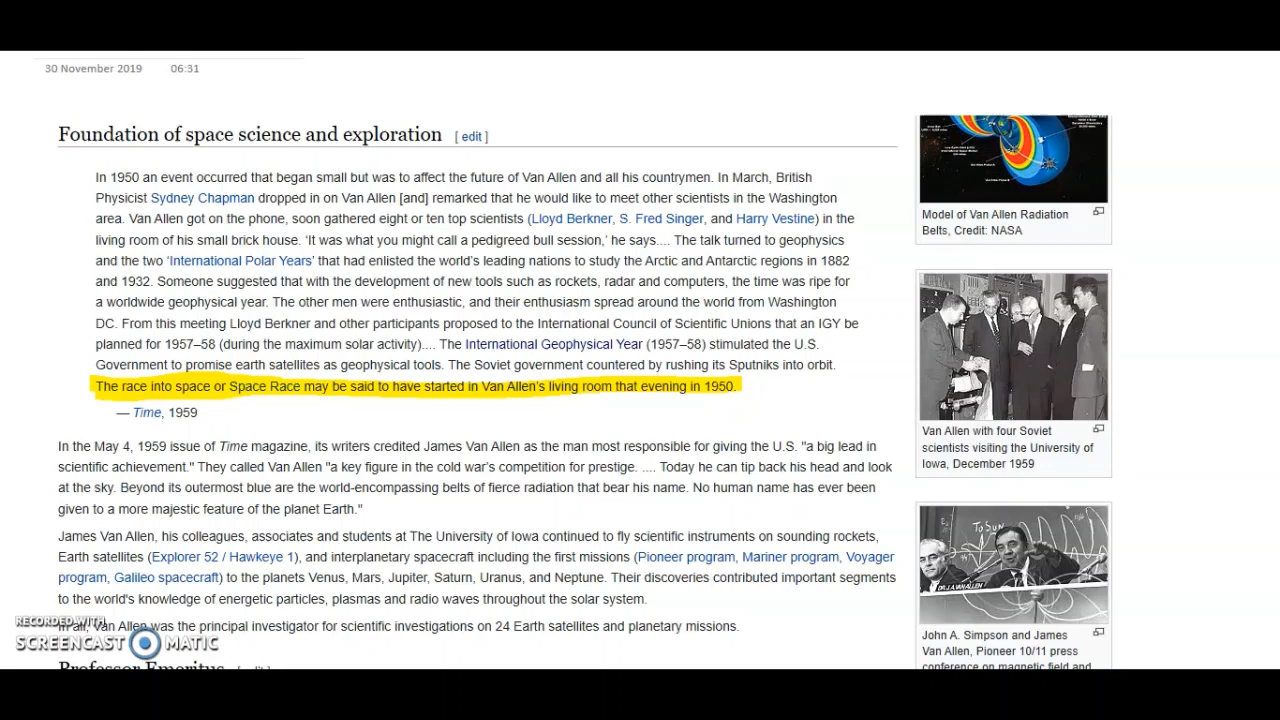 30 November 2019 06:31
Foundation of space science and exploration [ edit ]
In 1950 an event occurred that began small but was to affect the future of Van Allen and all his countrymen. In March, British
Physicist Sydney Chapman dropped in on Van Allen [and] remarked that he would like to meet other scientists in the Washington
area. Van Allen got on the phone, soon gathered eight or ten top scientists (Lloyd Berkner, S. Fred Singer, and Harry Vestine) in the
living room of his small brick house. 'It was what you might call a pedigreed bull session,' he says.... The talk turned to geophysics
and the two 'International Polar Years' that had enlisted the world's leading nations to study the Arctic and Antarctic regions in 1882
and 1932. Someone suggested that with the development of new tools such as rockets, radar and computers, the time was ripe for
a worldwide geophysical year. The other men were enthusiastic, and their enthusiasm spread around the world from Washington
DC. From this meeting Lloyd Berkner and other participants proposed to the International Council of Scientific Unions that an IGY be
planned for 1957–58 (during the maximum solar activity).... The International Geophysical Year (1957–58) stimulated the U.S.
Government to promise earth satellites as geophysical tools. The Soviet government countered by rushing its Sputniks into orbit.
The race into space or Space Race may be said to have started in Van Allen's living room that evening in 1950.
— Time, 1959
In the May 4, 1959 issue of Time magazine, its writers credited James Van Allen as the man most responsible for giving the U.S. "a big lead in
scientific achievement." They called Van Allen "a key figure in the cold war's competition for prestige. .... Today he can tip back his head and look
at the sky. Beyond its outermost blue are the world-encompassing belts of fierce radiation that bear his name. No human name has ever been
given to a more majestic feature of the planet Earth."
James Van Allen, his colleagues, associates and students at The University of Iowa continued to fly scientific instruments on sounding rockets,
Earth satellites (Explorer 52 / Hawkeye 1), and interplanetary spacecraft including the first missions (Pioneer program, Mariner program, Voyager
program, Galileo spacecraft) to the planets Venus, Mars, Jupiter, Saturn, Uranus, and Neptune. Their discoveries contributed important segments
to the world's knowledge of energetic particles, plasmas and radio waves throughout the solar system.
In all, Van Allen was the principal investigator for scientific investigations on 24 Earth satellites and planetary missions.
Professor Emeritus [ edit ]
Model of Van Allen Radiation
Belts, Credit: NASA
Van Allen with four Soviet
scientists visiting the University of
Iowa, December 1959
TO SUN
DR. J.A. VAN ALLEN
John A. Simpson and James
Van Allen, Pioneer 10/11 press
conference on magnetic field and
RECORDED WITH
SCREENCAST MATIC